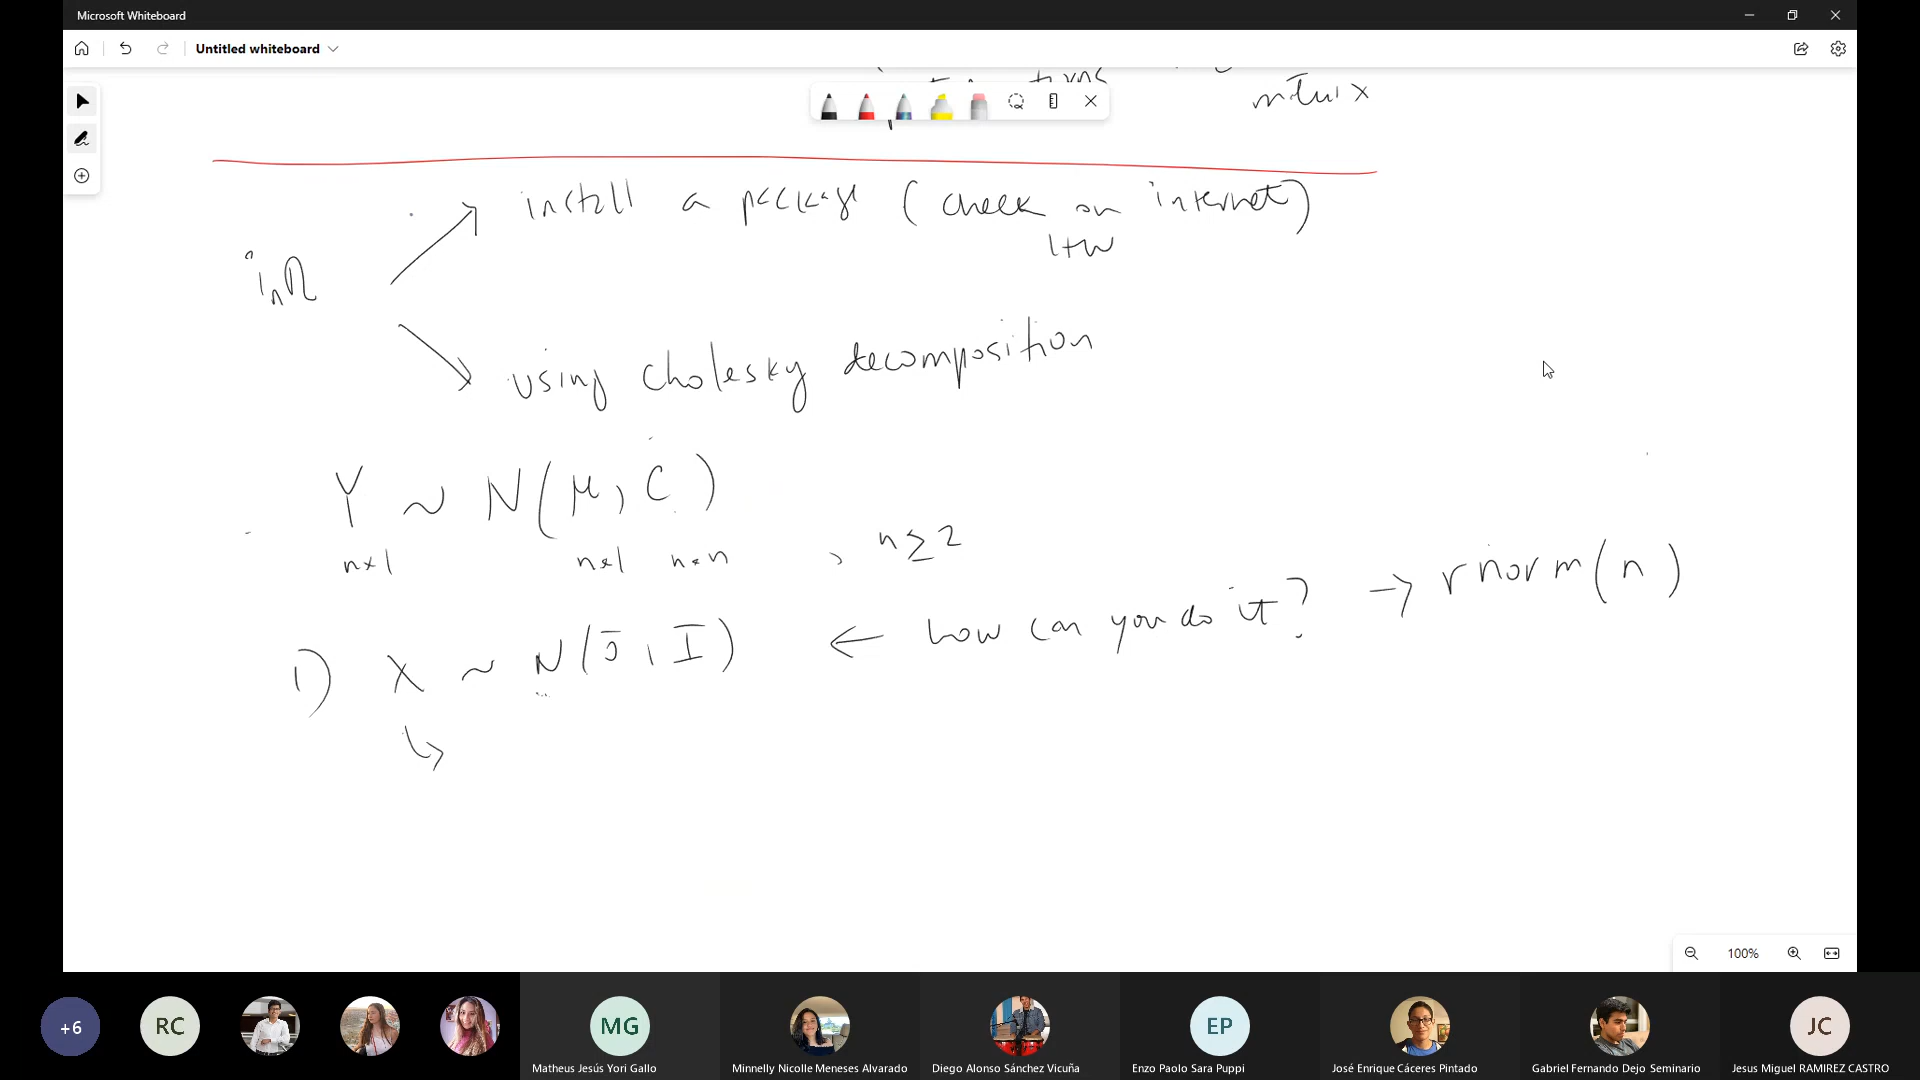 Microsoft Whiteboard
Untitled whiteboard
matrix
in R
install a package (check on internet)
HW
using cholesky decomposition
Y ~ N(μ, C)
n×1 n×1 n×n , n ≥ 2
1) X ~ N(0̄, I) ← how can you do it? → rnorm(n)
↳
100%
+6
RC
MG
EP
JC
Matheus Jesús Yori Gallo
Minnelly Nicolle Meneses Alvarado
Diego Alonso Sánchez Vicuña
Enzo Paolo Sara Puppi
José Enrique Cáceres Pintado
Gabriel Fernando Dejo Seminario
Jesus Miguel RAMIREZ CASTRO